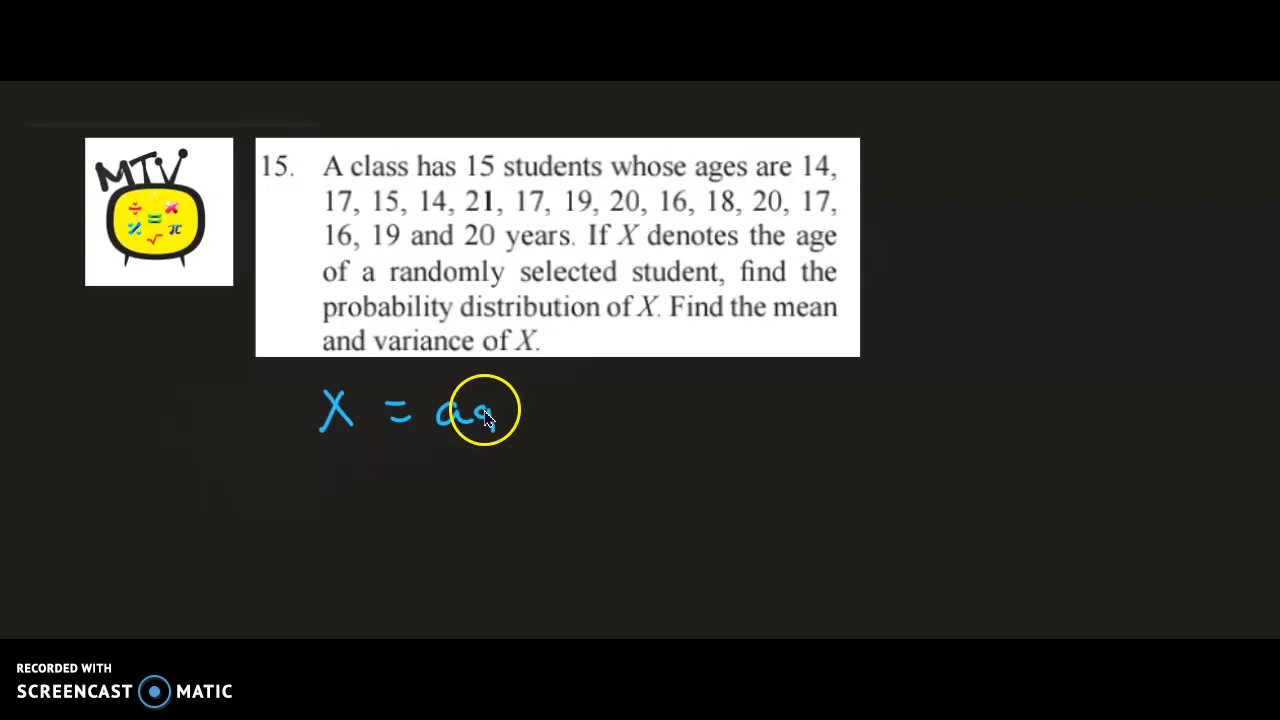 MTV
15. A class has 15 students whose ages are 14,
17, 15, 14, 21, 17, 19, 20, 16, 18, 20, 17,
16, 19 and 20 years. If X denotes the age
of a randomly selected student, find the
probability distribution of X. Find the mean
and variance of X.
X = ag
RECORDED WITH
SCREENCAST MATIC